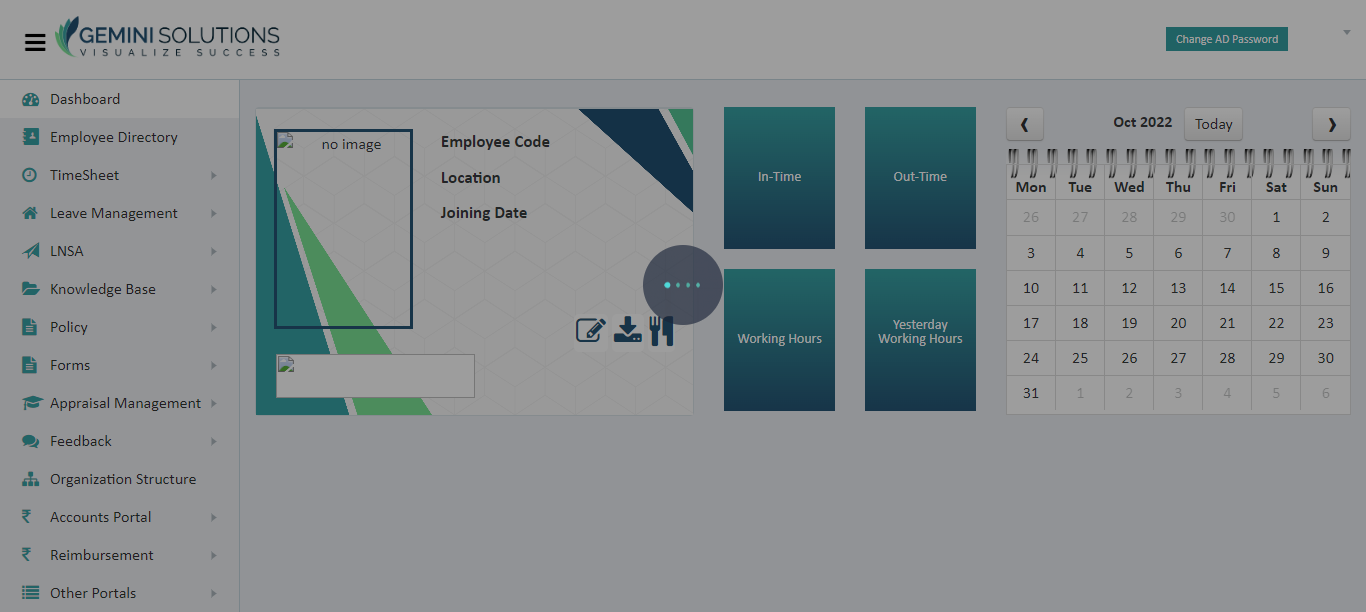 GEMINI SOLUTIONS
VISUALIZE SUCCESS
Change AD Password
Dashboard
Employee Directory
TimeSheet
Leave Management
LNSA
Knowledge Base
Policy
Forms
Appraisal Management
Feedback
Organization Structure
Accounts Portal
Reimbursement
Other Portals
no image
Employee Code
Location
Joining Date
In-Time
Out-Time
Working Hours
Yesterday
Working Hours
Oct 2022 Today
Mon Tue Wed Thu Fri Sat Sun
26 27 28 29 30 1 2
3 4 5 6 7 8 9
10 11 12 13 14 15 16
17 18 19 20 21 22 23
24 25 26 27 28 29 30
31 1 2 3 4 5 6